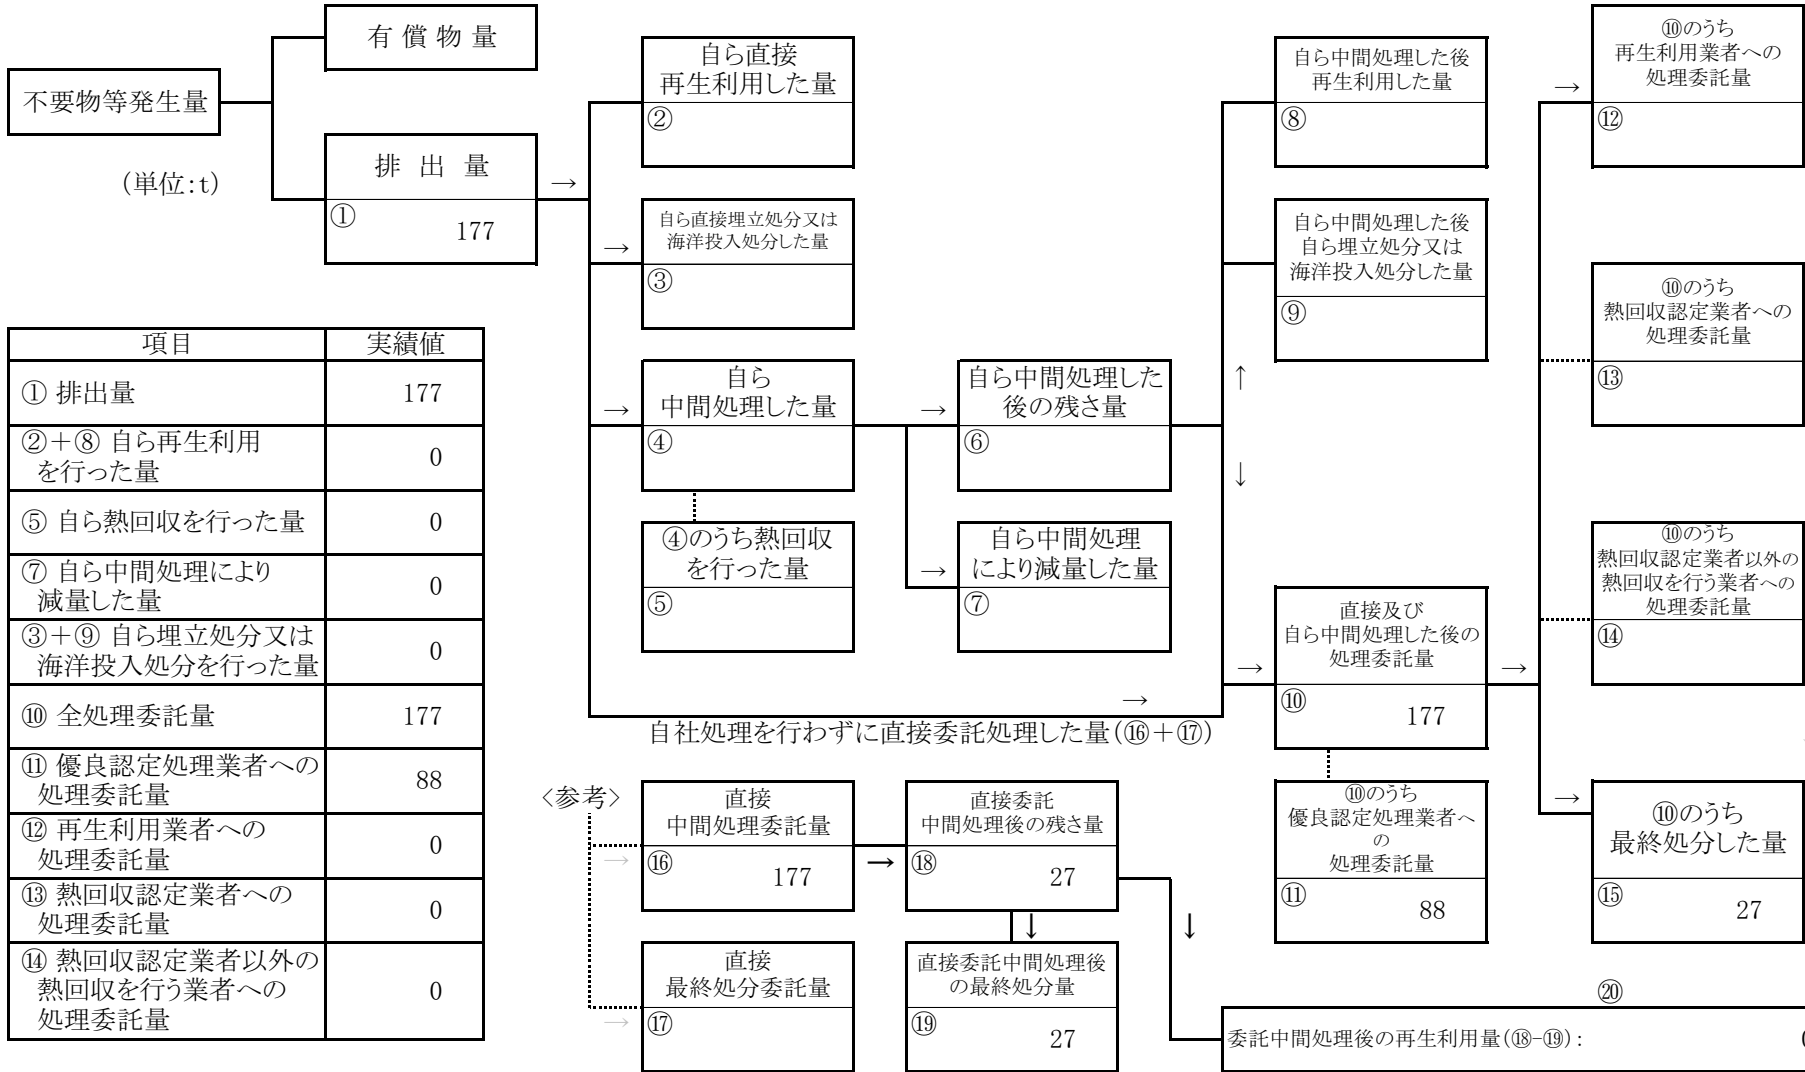 不要物等発生量
(単位:t)
有 償 物 量
排 出 量
→
①
177
自ら直接
再生利用した量
②
自ら直接埋立処分又は
海洋投入処分した量
→
③
自ら
中間処理した量
→
④
④のうち熱回収
を行った量
⑤
自ら中間処理した
後の残さ量
→
⑥
自ら中間処理
により減量した量
→
⑦
自ら中間処理した後
再生利用した量
⑧
自ら中間処理した後
自ら埋立処分又は
海洋投入処分した量
⑨
↑
↓
直接及び
自ら中間処理した後の
処理委託量
→
→
⑩
177
→
自社処理を行わずに直接委託処理した量(⑯+⑰)
⑩のうち
優良認定処理業者へ
の
処理委託量
⑪
88
⑩のうち
再生利用業者への
処理委託量
→
⑫
⑩のうち
熱回収認定業者への
処理委託量
⑬
⑩のうち
熱回収認定業者以外の
熱回収を行う業者への
処理委託量
⑭
→
⑩のうち
最終処分した量
⑮
27
項目 実績値
① 排出量 177
②+⑧ 自ら再生利用
を行った量 0
⑤ 自ら熱回収を行った量 0
⑦ 自ら中間処理により
減量した量 0
③+⑨ 自ら埋立処分又は
海洋投入処分を行った量 0
⑩ 全処理委託量 177
⑪ 優良認定処理業者への
処理委託量 88
⑫ 再生利用業者への
処理委託量 0
⑬ 熱回収認定業者への
処理委託量 0
⑭ 熱回収認定業者以外の
熱回収を行う業者への
処理委託量 0
〈参考〉
直接
中間処理委託量
→
⑯
177
→
直接委託
中間処理後の残さ量
⑱
27
↓
↓
直接
最終処分委託量
→
⑰
直接委託中間処理後
の最終処分量
⑲
27
⑳
委託中間処理後の再生利用量(⑱-⑲):